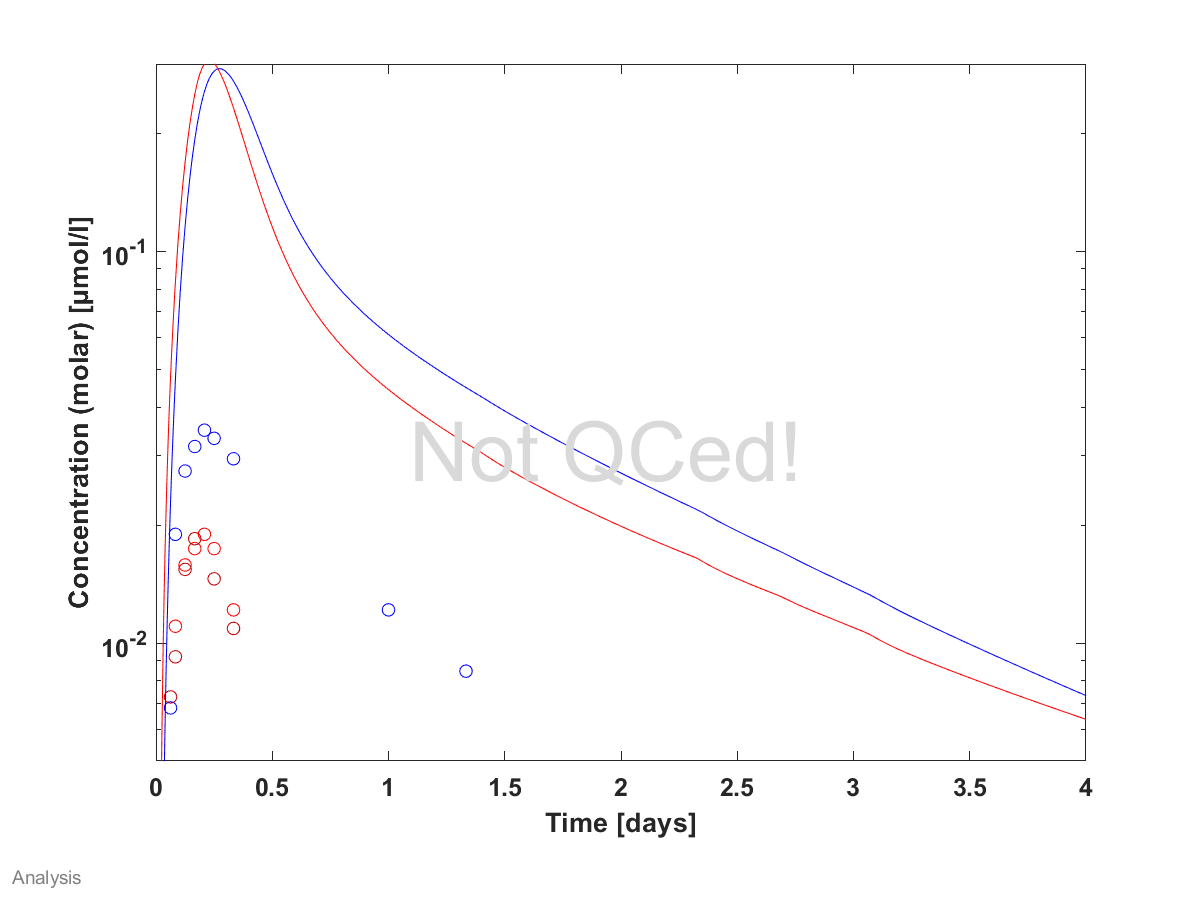 Concentration (molar) [µmol/l]
10-1
10-2
Not QCed!
0 0.5 1 1.5 2 2.5 3 3.5 4
Time [days]
Analysis